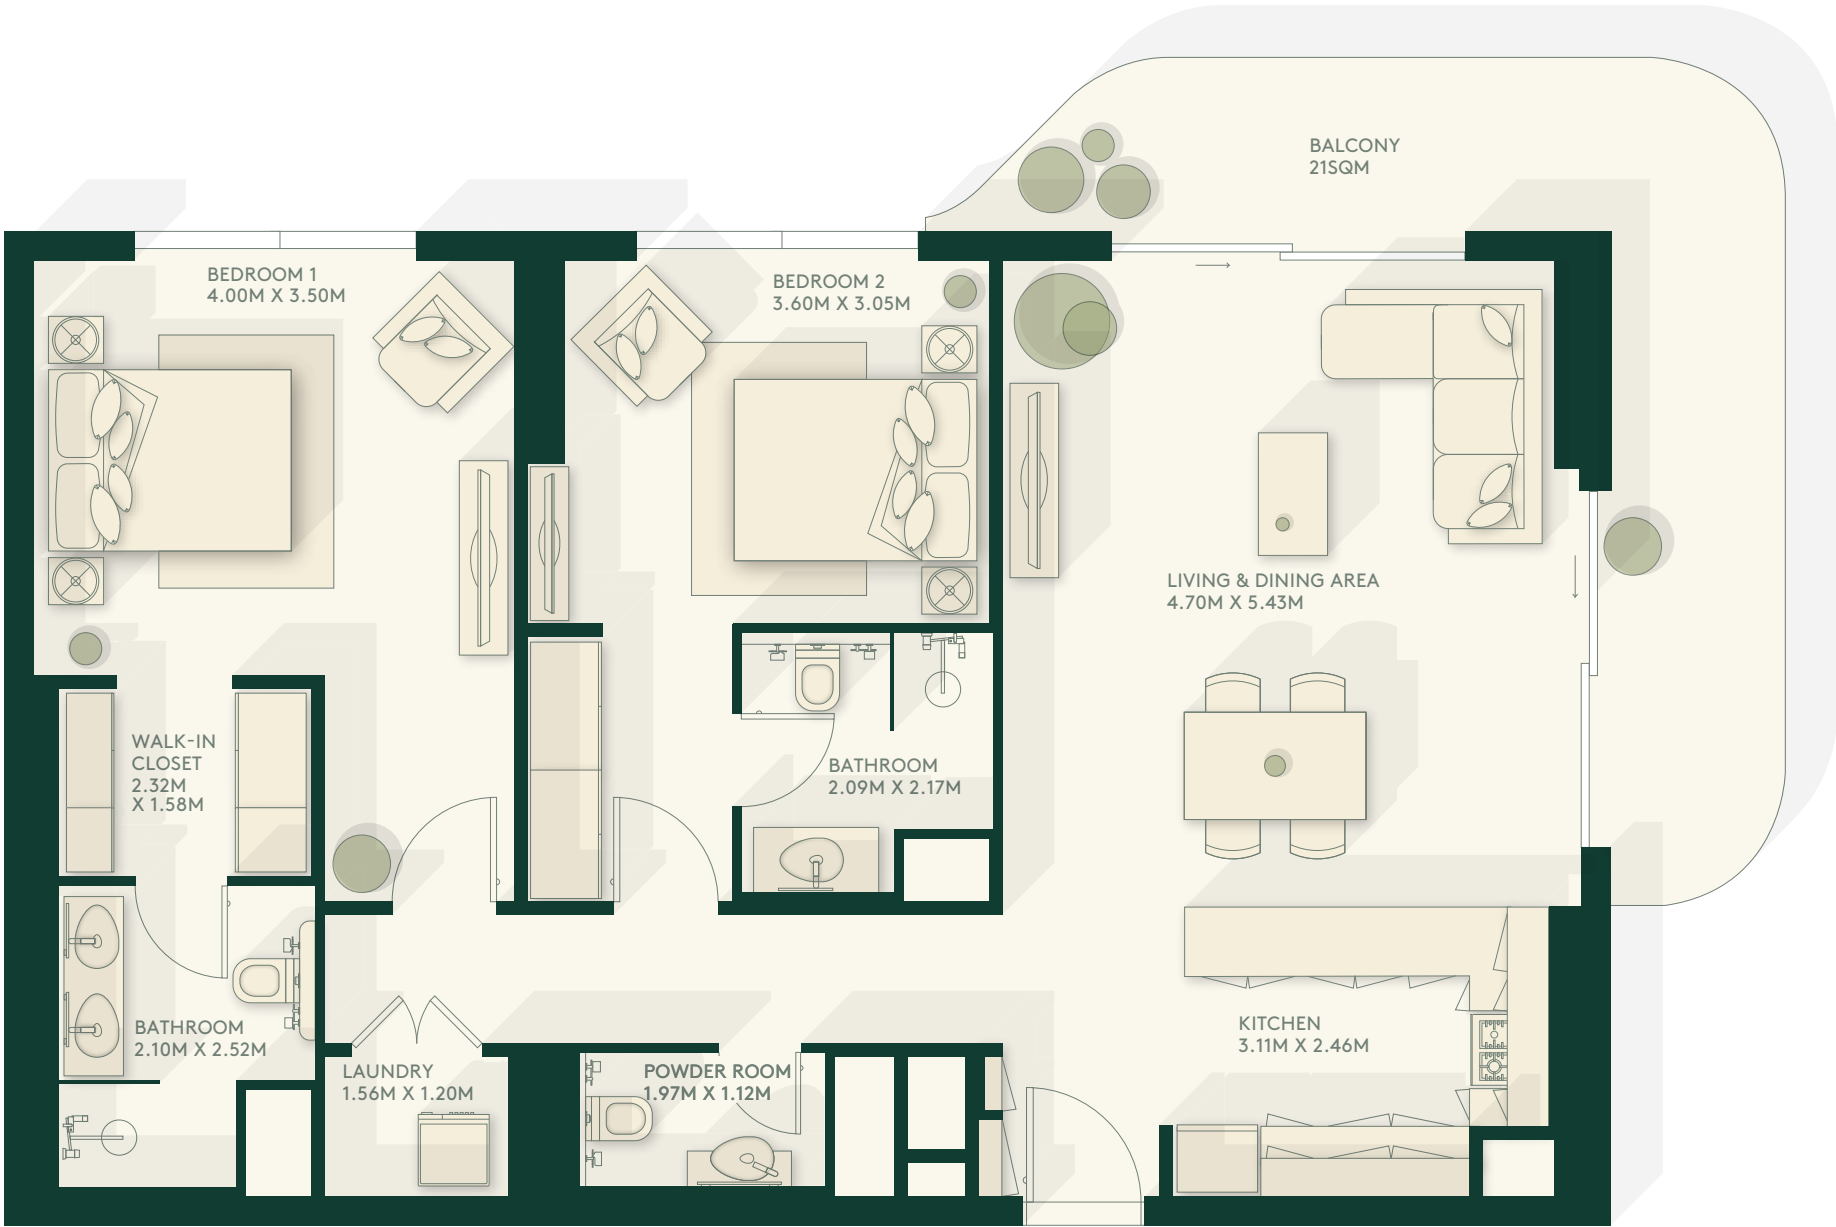 BALCONY
21SQM
BEDROOM 1
4.00M X 3.50M
BEDROOM 2
3.60M X 3.05M
LIVING & DINING AREA
4.70M X 5.43M
WALK-IN
CLOSET
2.32M
X 1.58M
BATHROOM
2.09M X 2.17M
BATHROOM
2.10M X 2.52M
LAUNDRY
1.56M X 1.20M
POWDER ROOM
1.97M X 1.12M
KITCHEN
3.11M X 2.46M